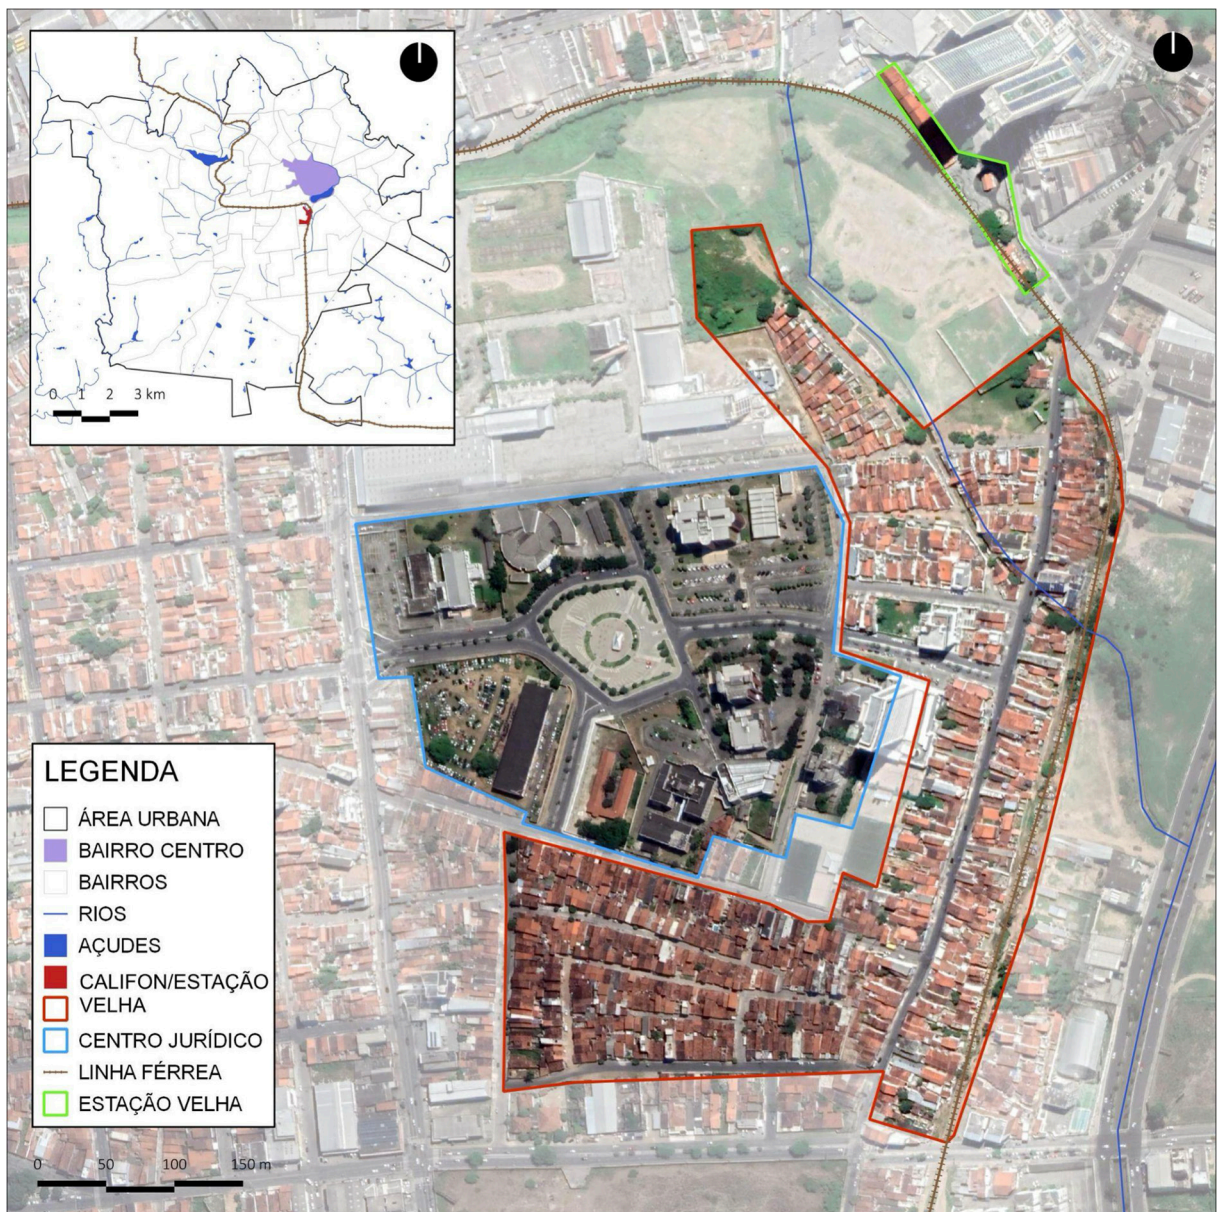 0 1 2 3 km
LEGENDA
ÁREA URBANA
BAIRRO CENTRO
BAIRROS
RIOS
AÇUDES
CALIFON/ESTAÇÃO
VELHA
CENTRO JURÍDICO
LINHA FÉRREA
ESTAÇÃO VELHA
0 50 100 150 m